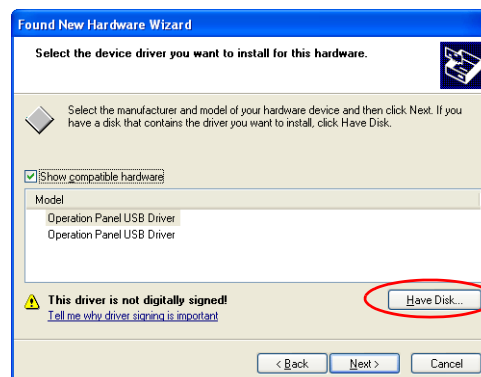 Found New Hardware Wizard
Select the device driver you want to install for this hardware.
Select the manufacturer and model of your hardware device and then click Next. If you
have a disk that contains the driver you want to install, click Have Disk.
Show compatible hardware
Model
Operation Panel USB Driver
Operation Panel USB Driver
This driver is not digitally signed!
Tell me why driver signing is important
Have Disk...
< Back
Next >
Cancel